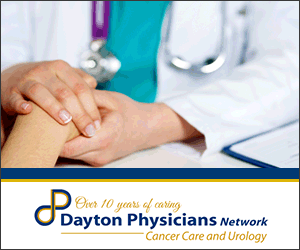 Over 10 years of caring
Dayton Physicians Network
Cancer Care and Urology